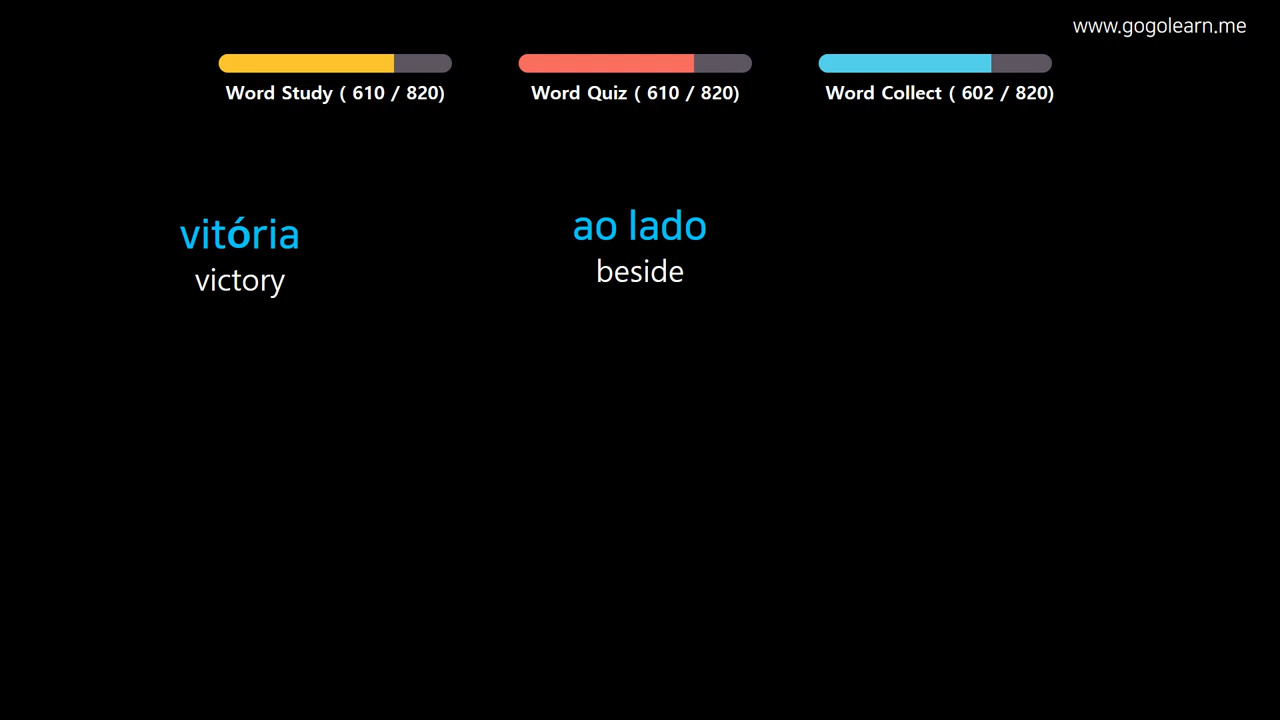 www.gogolearn.me
Word Study ( 610 / 820)
Word Quiz ( 610 / 820)
Word Collect ( 602 / 820)
vitória
victory
ao lado
beside